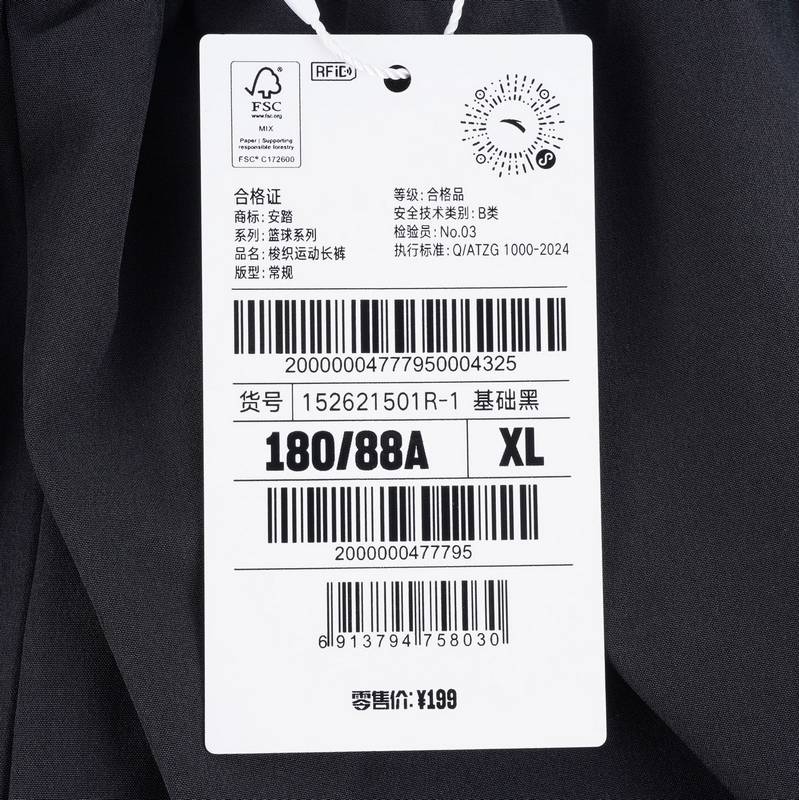 RFiD
FSC
www.fsc.org
MIX
Paper | Supporting
responsible forestry
FSC® C172600
合格证
商标: 安踏
系列: 篮球系列
品名: 梭织运动长裤
版型: 常规
等级: 合格品
安全技术类别: B类
检验员: No.03
执行标准: Q/ATZG 1000-2024
20000004777950004325
货号 152621501R-1 基础黑
180/88A XL
2000000477795
6 913794 758030
零售价: ¥199